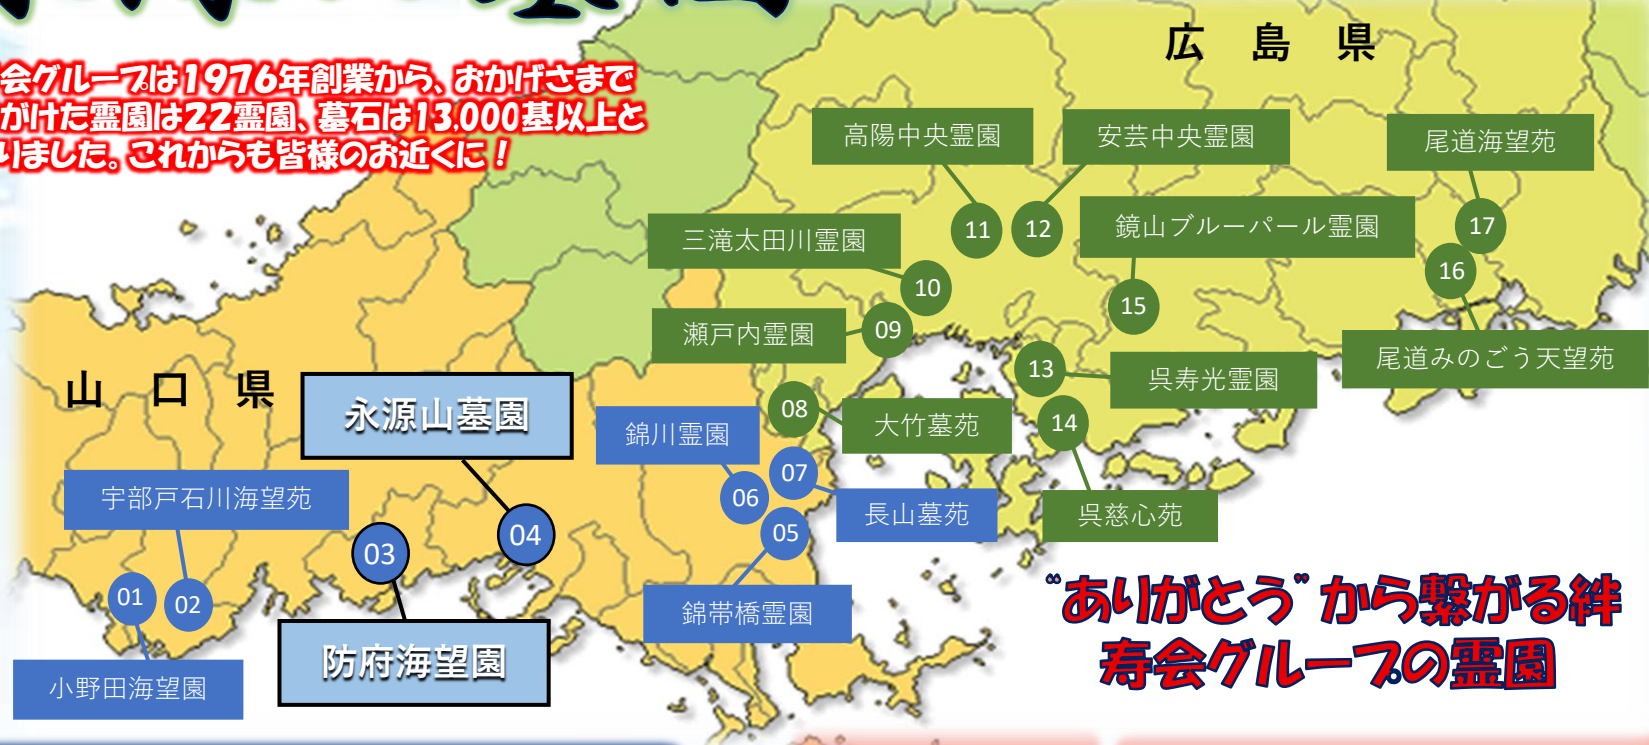 会グループは1976年創業から、おかげさまで
がけた霊園は22霊園、墓石は13,000基以上と
りました。これからも皆様のお近くに！
広 島 県
高陽中央霊園
安芸中央霊園
尾道海望苑
11
12
17
三滝太田川霊園
鏡山ブルーパール霊園
10
16
15
瀬戸内霊園
09
尾道みのごう天望苑
13
呉寿光霊園
山 口 県
永源山墓園
08
大竹墓苑
14
錦川霊園
07
06
長山墓苑
呉慈心苑
宇部戸石川海望苑
05
04
03
01
02
錦帯橋霊園
防府海望園
小野田海望園
“ありがとう”から繋がる絆
寿会グループの霊園